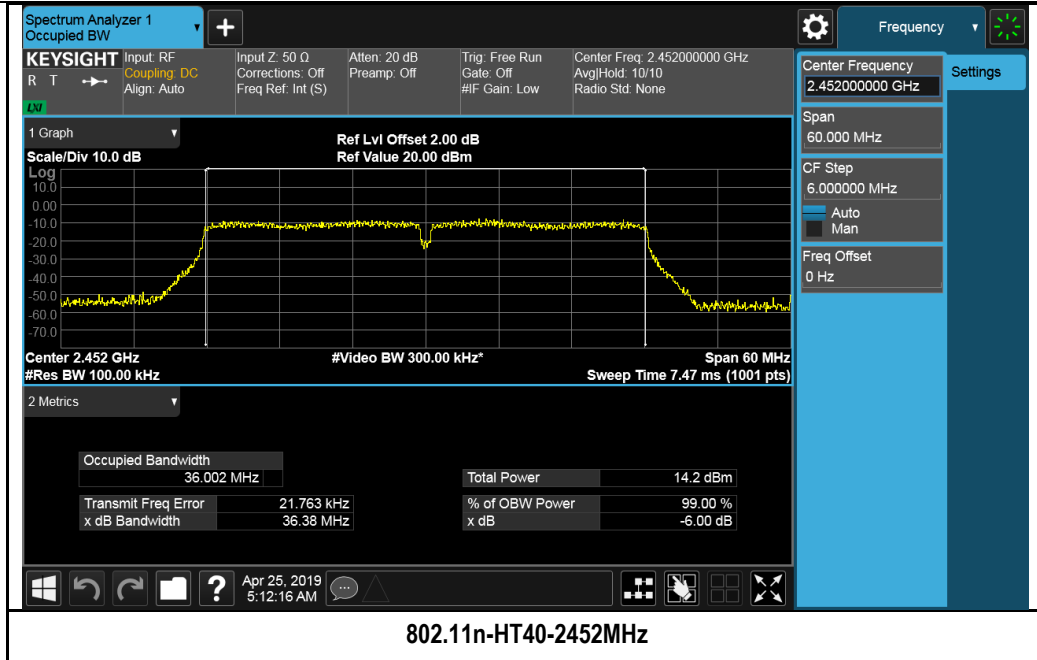 Spectrum Analyzer 1
Occupied BW
+
Frequency
KEYSIGHT Input: RF Input Z: 50 Ω Atten: 20 dB Trig: Free Run Center Freq: 2.452000000 GHz
R T Coupling: DC Corrections: Off Preamp: Off Gate: Off Avg|Hold: 10/10
Align: Auto Freq Ref: Int (S) #IF Gain: Low Radio Std: None
LXI
Center Frequency
2.452000000 GHz
Settings
Span
60.000 MHz
CF Step
6.000000 MHz
Auto
Man
Freq Offset
0 Hz
1 Graph
Ref Lvl Offset 2.00 dB
Scale/Div 10.0 dB Ref Value 20.00 dBm
Log
10.0
0.00
-10.0
-20.0
-30.0
-40.0
-50.0
-60.0
-70.0
Center 2.452 GHz #Video BW 300.00 kHz* Span 60 MHz
#Res BW 100.00 kHz Sweep Time 7.47 ms (1001 pts)
2 Metrics
Occupied Bandwidth
36.002 MHz Total Power 14.2 dBm
Transmit Freq Error 21.763 kHz % of OBW Power 99.00 %
x dB Bandwidth 36.38 MHz x dB -6.00 dB
? Apr 25, 2019
5:12:16 AM
802.11n-HT40-2452MHz